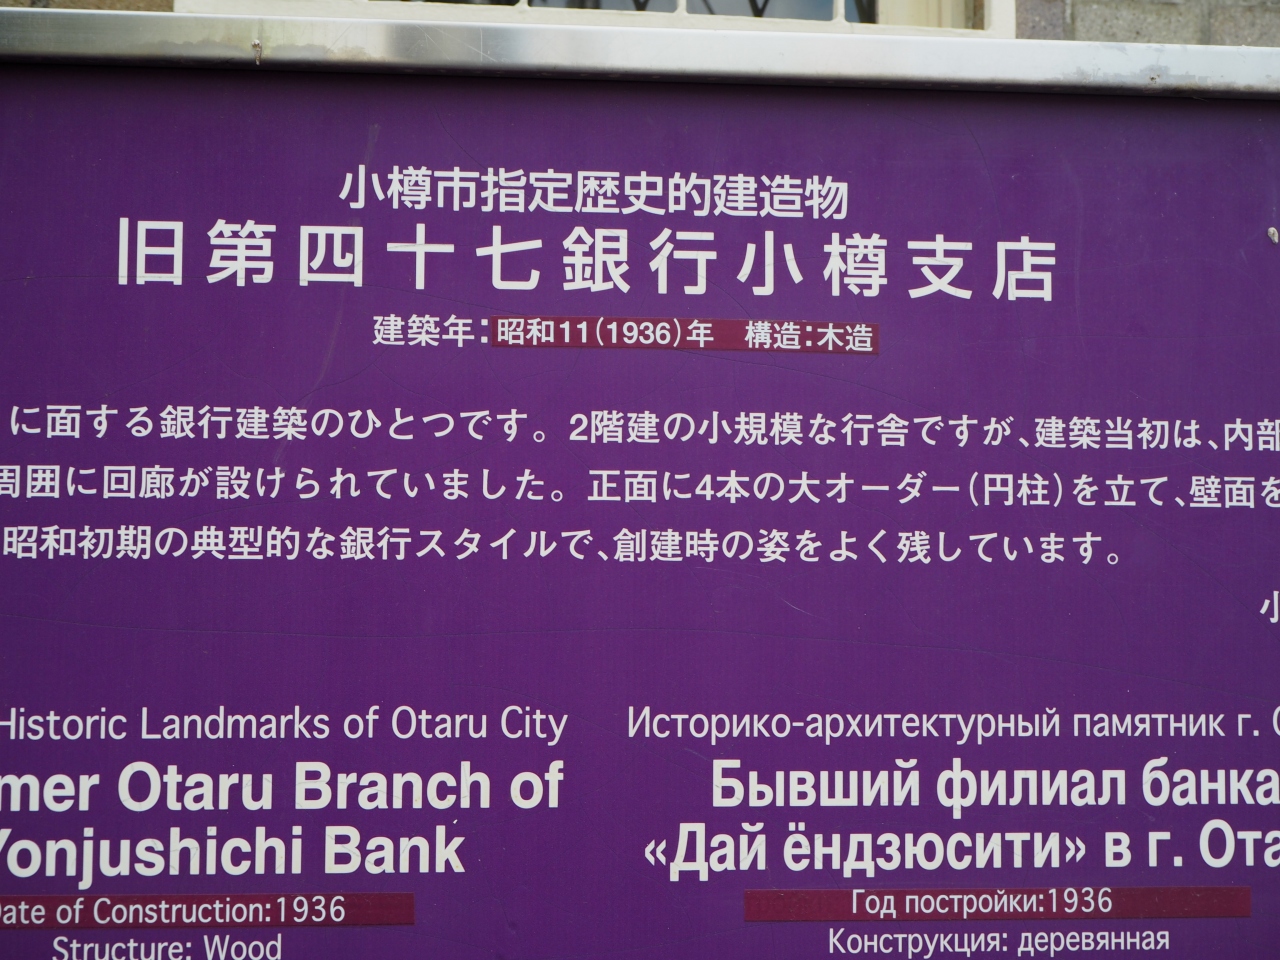 小樽市指定歴史的建造物
旧第四十七銀行小樽支店
建築年：昭和11（1936）年　構造：木造
に面する銀行建築のひとつです。2階建の小規模な行舎ですが、建築当初は、内部
周囲に回廊が設けられていました。正面に4本の大オーダー（円柱）を立て、壁面を
昭和初期の典型的な銀行スタイルで、創建時の姿をよく残しています。
小
Historic Landmarks of Otaru City
mer Otaru Branch of
Yonjushichi Bank
Date of Construction:1936
Structure: Wood
Историко-архитектурный памятник г.
Бывший филиал банка
«Дай ёндзюсити» в г. Ота
Год постройки:1936
Конструкция: деревянная